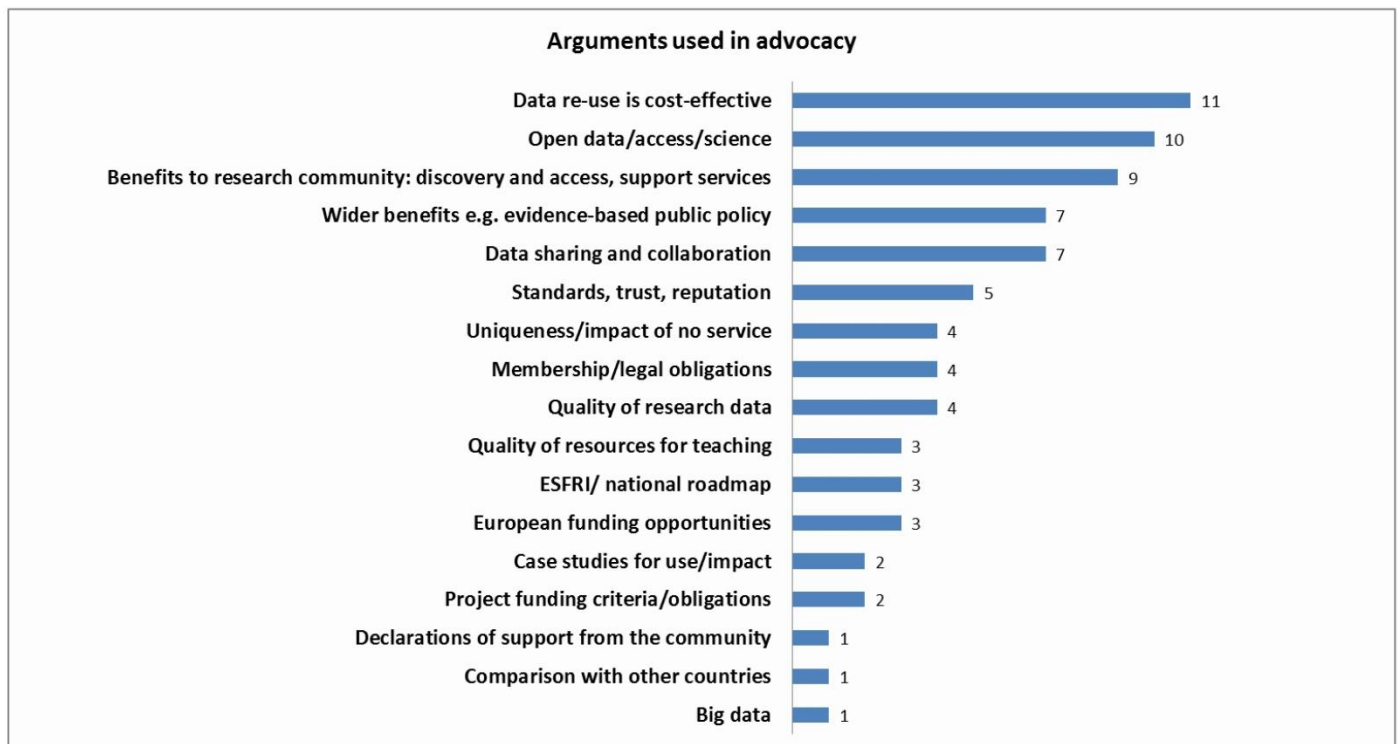 Arguments used in advocacy
Data re-use is cost-effective 11
Open data/access/science 10
Benefits to research community: discovery and access, support services 9
Wider benefits e.g. evidence-based public policy 7
Data sharing and collaboration 7
Standards, trust, reputation 5
Uniqueness/impact of no service 4
Membership/legal obligations 4
Quality of research data 4
Quality of resources for teaching 3
ESFRI/ national roadmap 3
European funding opportunities 3
Case studies for use/impact 2
Project funding criteria/obligations 2
Declarations of support from the community 1
Comparison with other countries 1
Big data 1